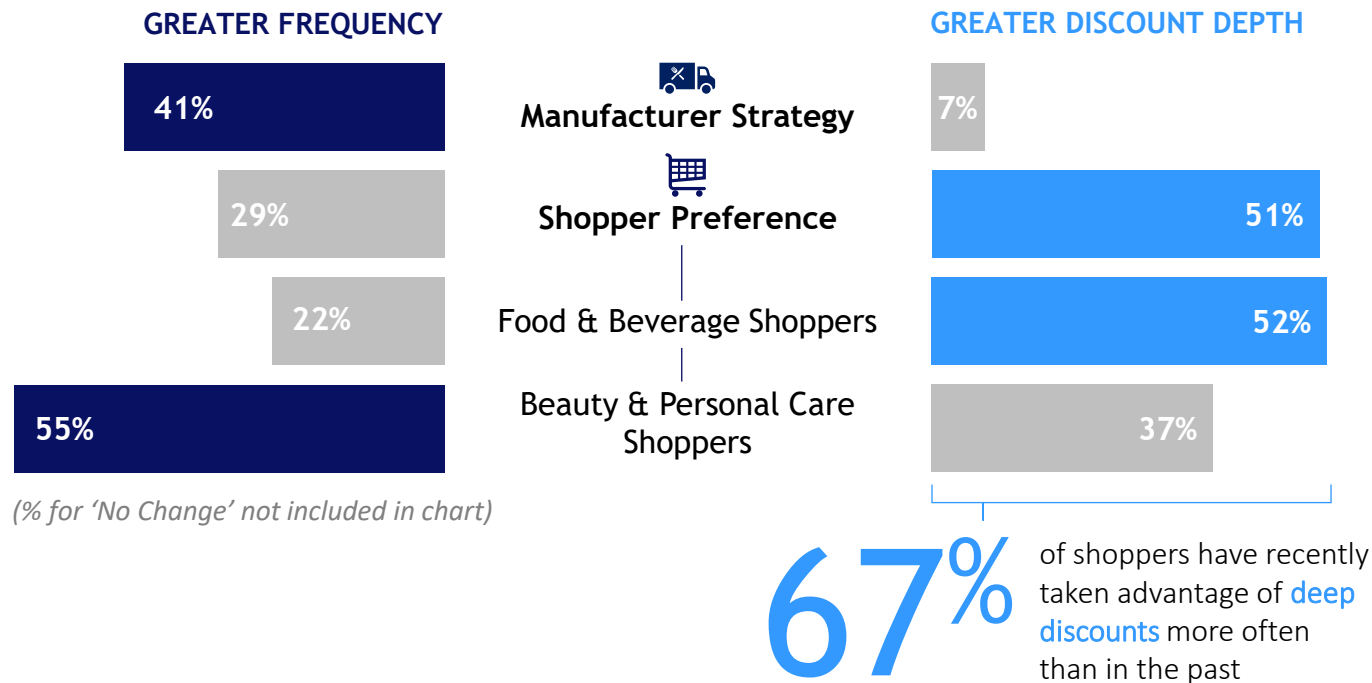 GREATER FREQUENCY
GREATER DISCOUNT DEPTH
41%
Manufacturer Strategy
7%
29%
Shopper Preference
51%
22%
Food & Beverage Shoppers
52%
55%
Beauty & Personal Care
Shoppers
37%
(% for ‘No Change’ not included in chart)
67%
of shoppers have recently
taken advantage of deep
discounts more often
than in the past